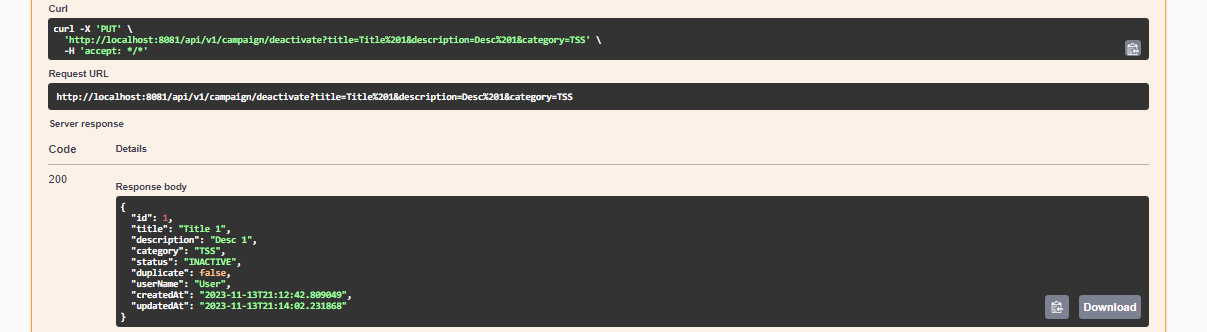 Curl
curl -X 'PUT' \
'http://localhost:8081/api/v1/campaign/deactivate?title=Title%201&description=Desc%201&category=TSS' \
-H 'accept: */*'
Request URL
http://localhost:8081/api/v1/campaign/deactivate?title=Title%201&description=Desc%201&category=TSS
Server response
Code Details
200
Response body
{
"id": 1,
"title": "Title 1",
"description": "Desc 1",
"category": "TSS",
"status": "INACTIVE",
"duplicate": false,
"userName": "User",
"createdAt": "2023-11-13T21:12:42.809049",
"updatedAt": "2023-11-13T21:14:02.231868"
}
Download